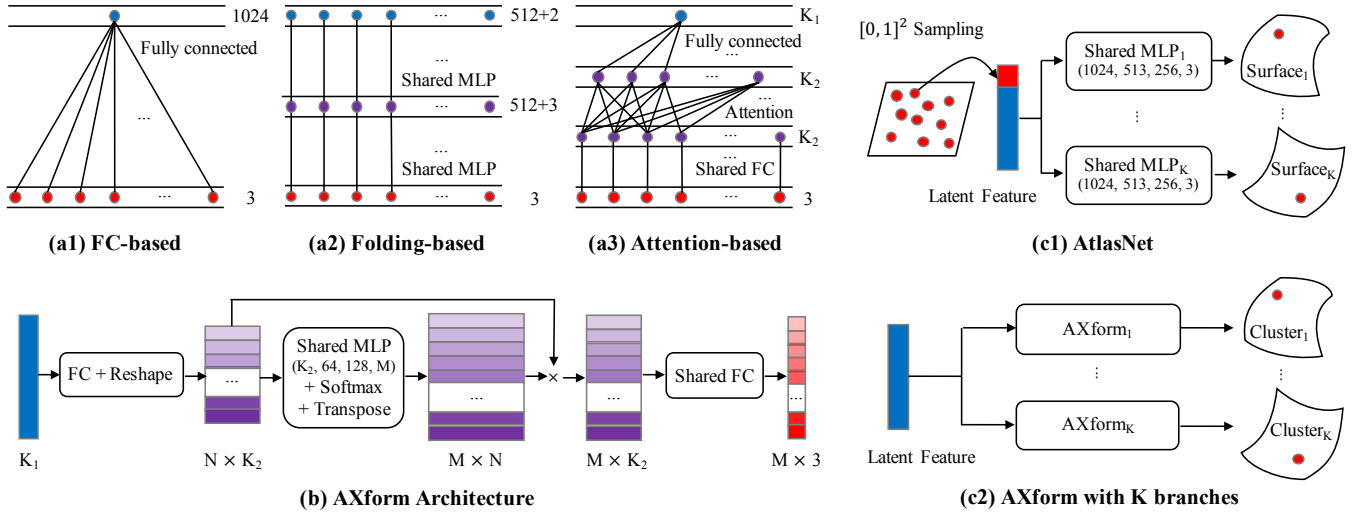 1024
Fully connected
...
3
(a1) FC-based
...
512+2
...
Shared MLP
...
512+3
...
Shared MLP
...
3
(a2) Folding-based
K₁
Fully connected
...
...
K₂
...
Attention
...
K₂
...
Shared FC
...
3
(a3) Attention-based
[0, 1]² Sampling
Latent Feature
Shared MLP₁
(1024, 513, 256, 3)
...
Shared MLP_K
(1024, 513, 256, 3)
Surface₁
...
Surface_K
(c1) AtlasNet
K₁
FC + Reshape
...
N × K₂
Shared MLP
(K₂, 64, 128, M)
+ Softmax
+ Transpose
...
M × N
×
...
M × K₂
Shared FC
...
M × 3
(b) AXform Architecture
Latent Feature
AXform₁
...
AXform_K
Cluster₁
...
Cluster_K
(c2) AXform with K branches